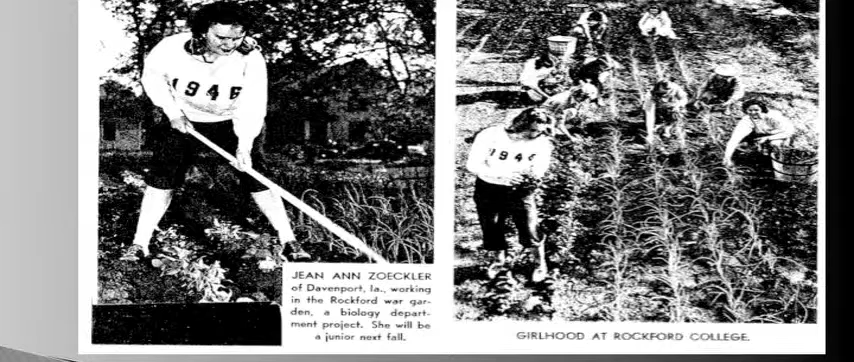 1946
JEAN ANN ZOECKLER
of Davenport, Ia., working
in the Rockford war gar-
den, a biology depart-
ment project. She will be
a junior next fall.
1946
GIRLHOOD AT ROCKFORD COLLEGE.